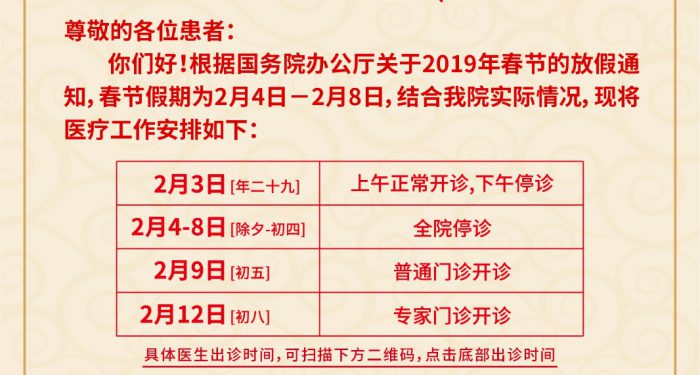 尊敬的各位患者：
你们好！根据国务院办公厅关于2019年春节的放假通
知，春节假期为2月4日－2月8日，结合我院实际情况，现将
医疗工作安排如下：
2月3日[年二十九] 上午正常开诊，下午停诊
2月4-8日[除夕-初四] 全院停诊
2月9日[初五] 普通门诊开诊
2月12日[初八] 专家门诊开诊
具体医生出诊时间，可扫描下方二维码，点击底部出诊时间